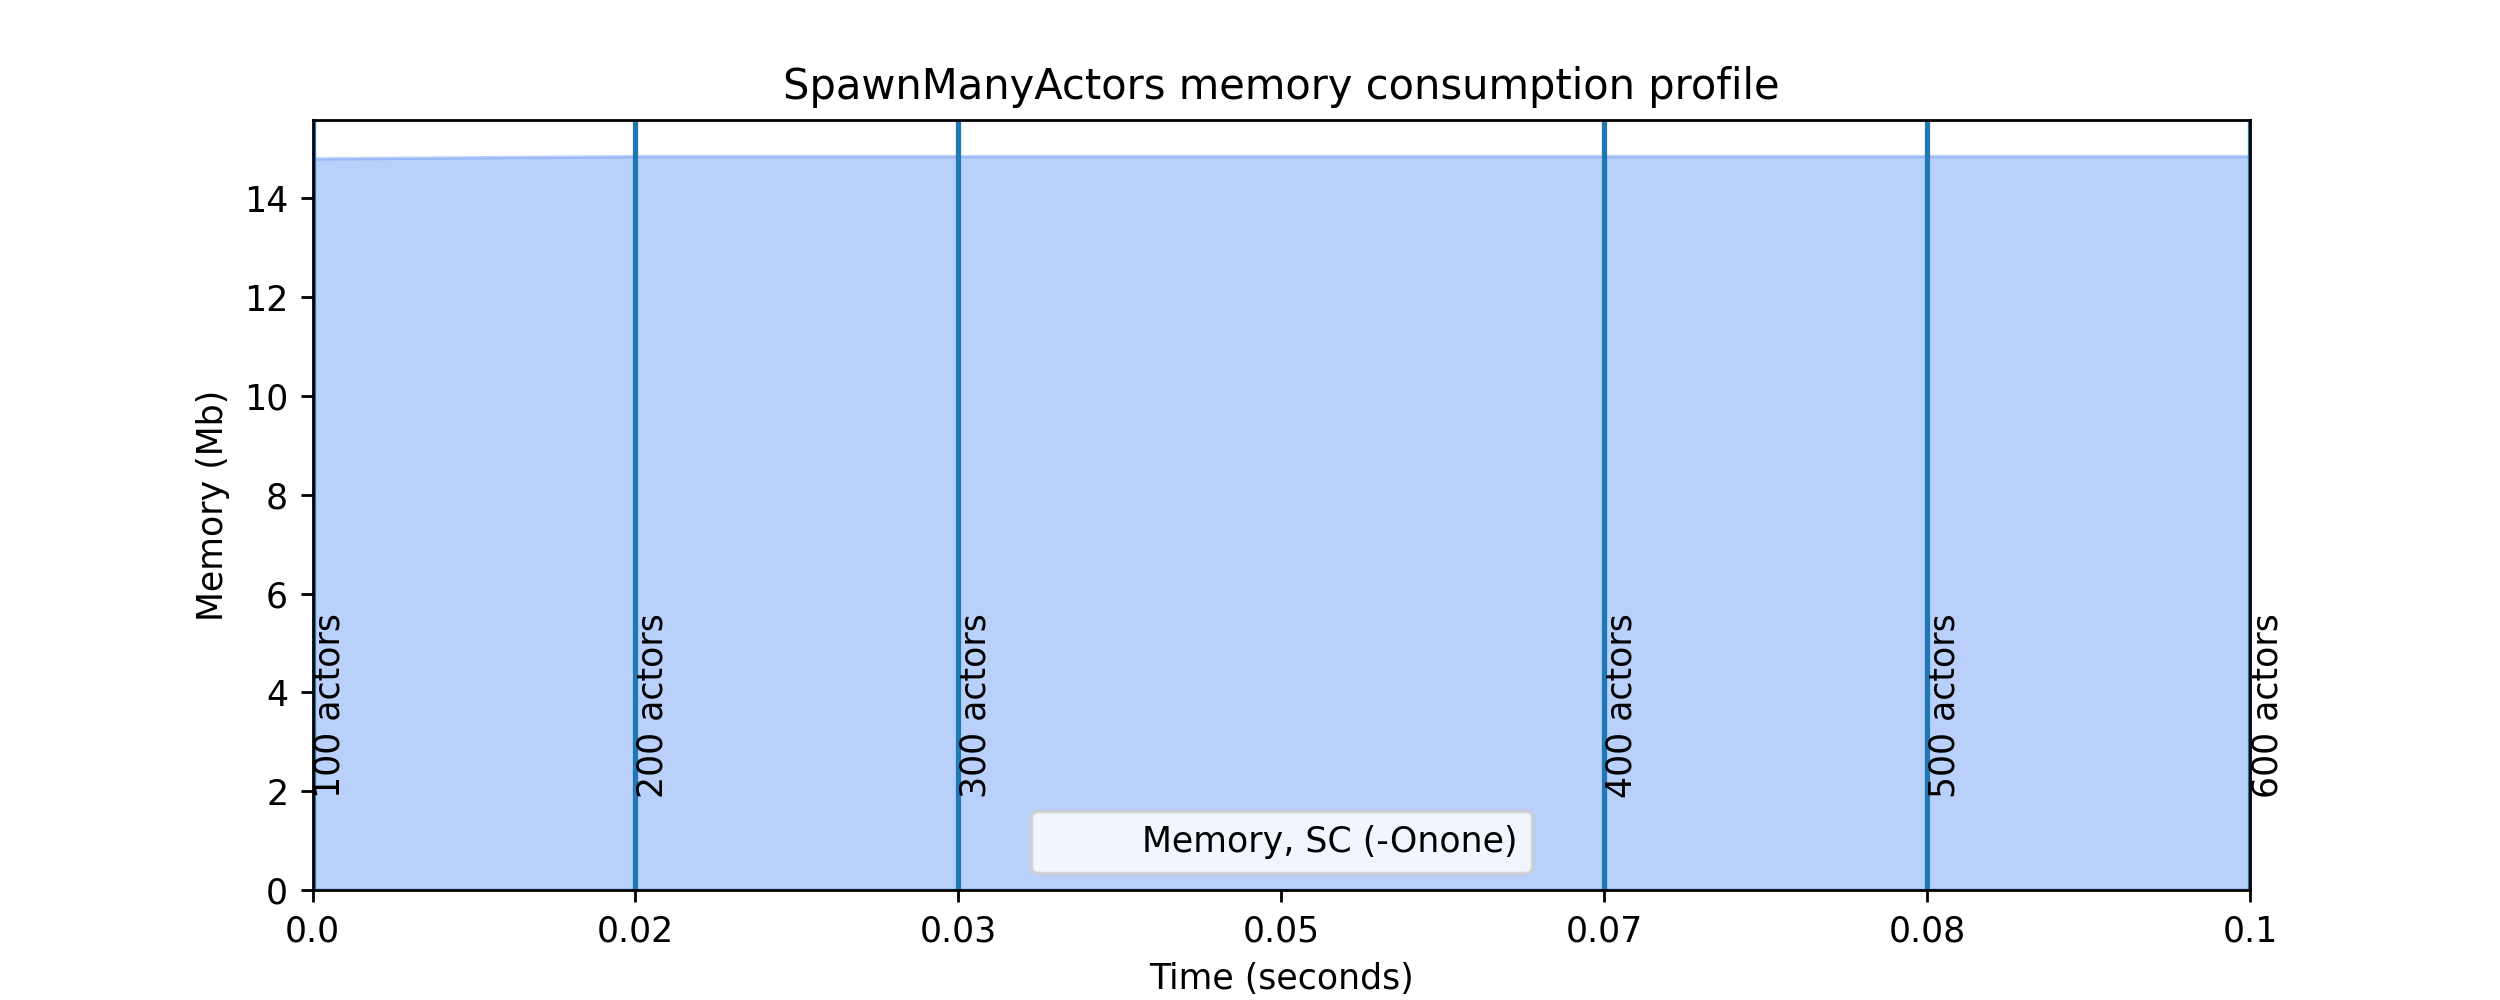 SpawnManyActors memory consumption profile
Memory (Mb)
14
12
10
8
6
4
2
0
100 actors
200 actors
300 actors
400 actors
500 actors
600 actors
Memory, SC (-Onone)
0.0 0.02 0.03 0.05 0.07 0.08 0.1
Time (seconds)